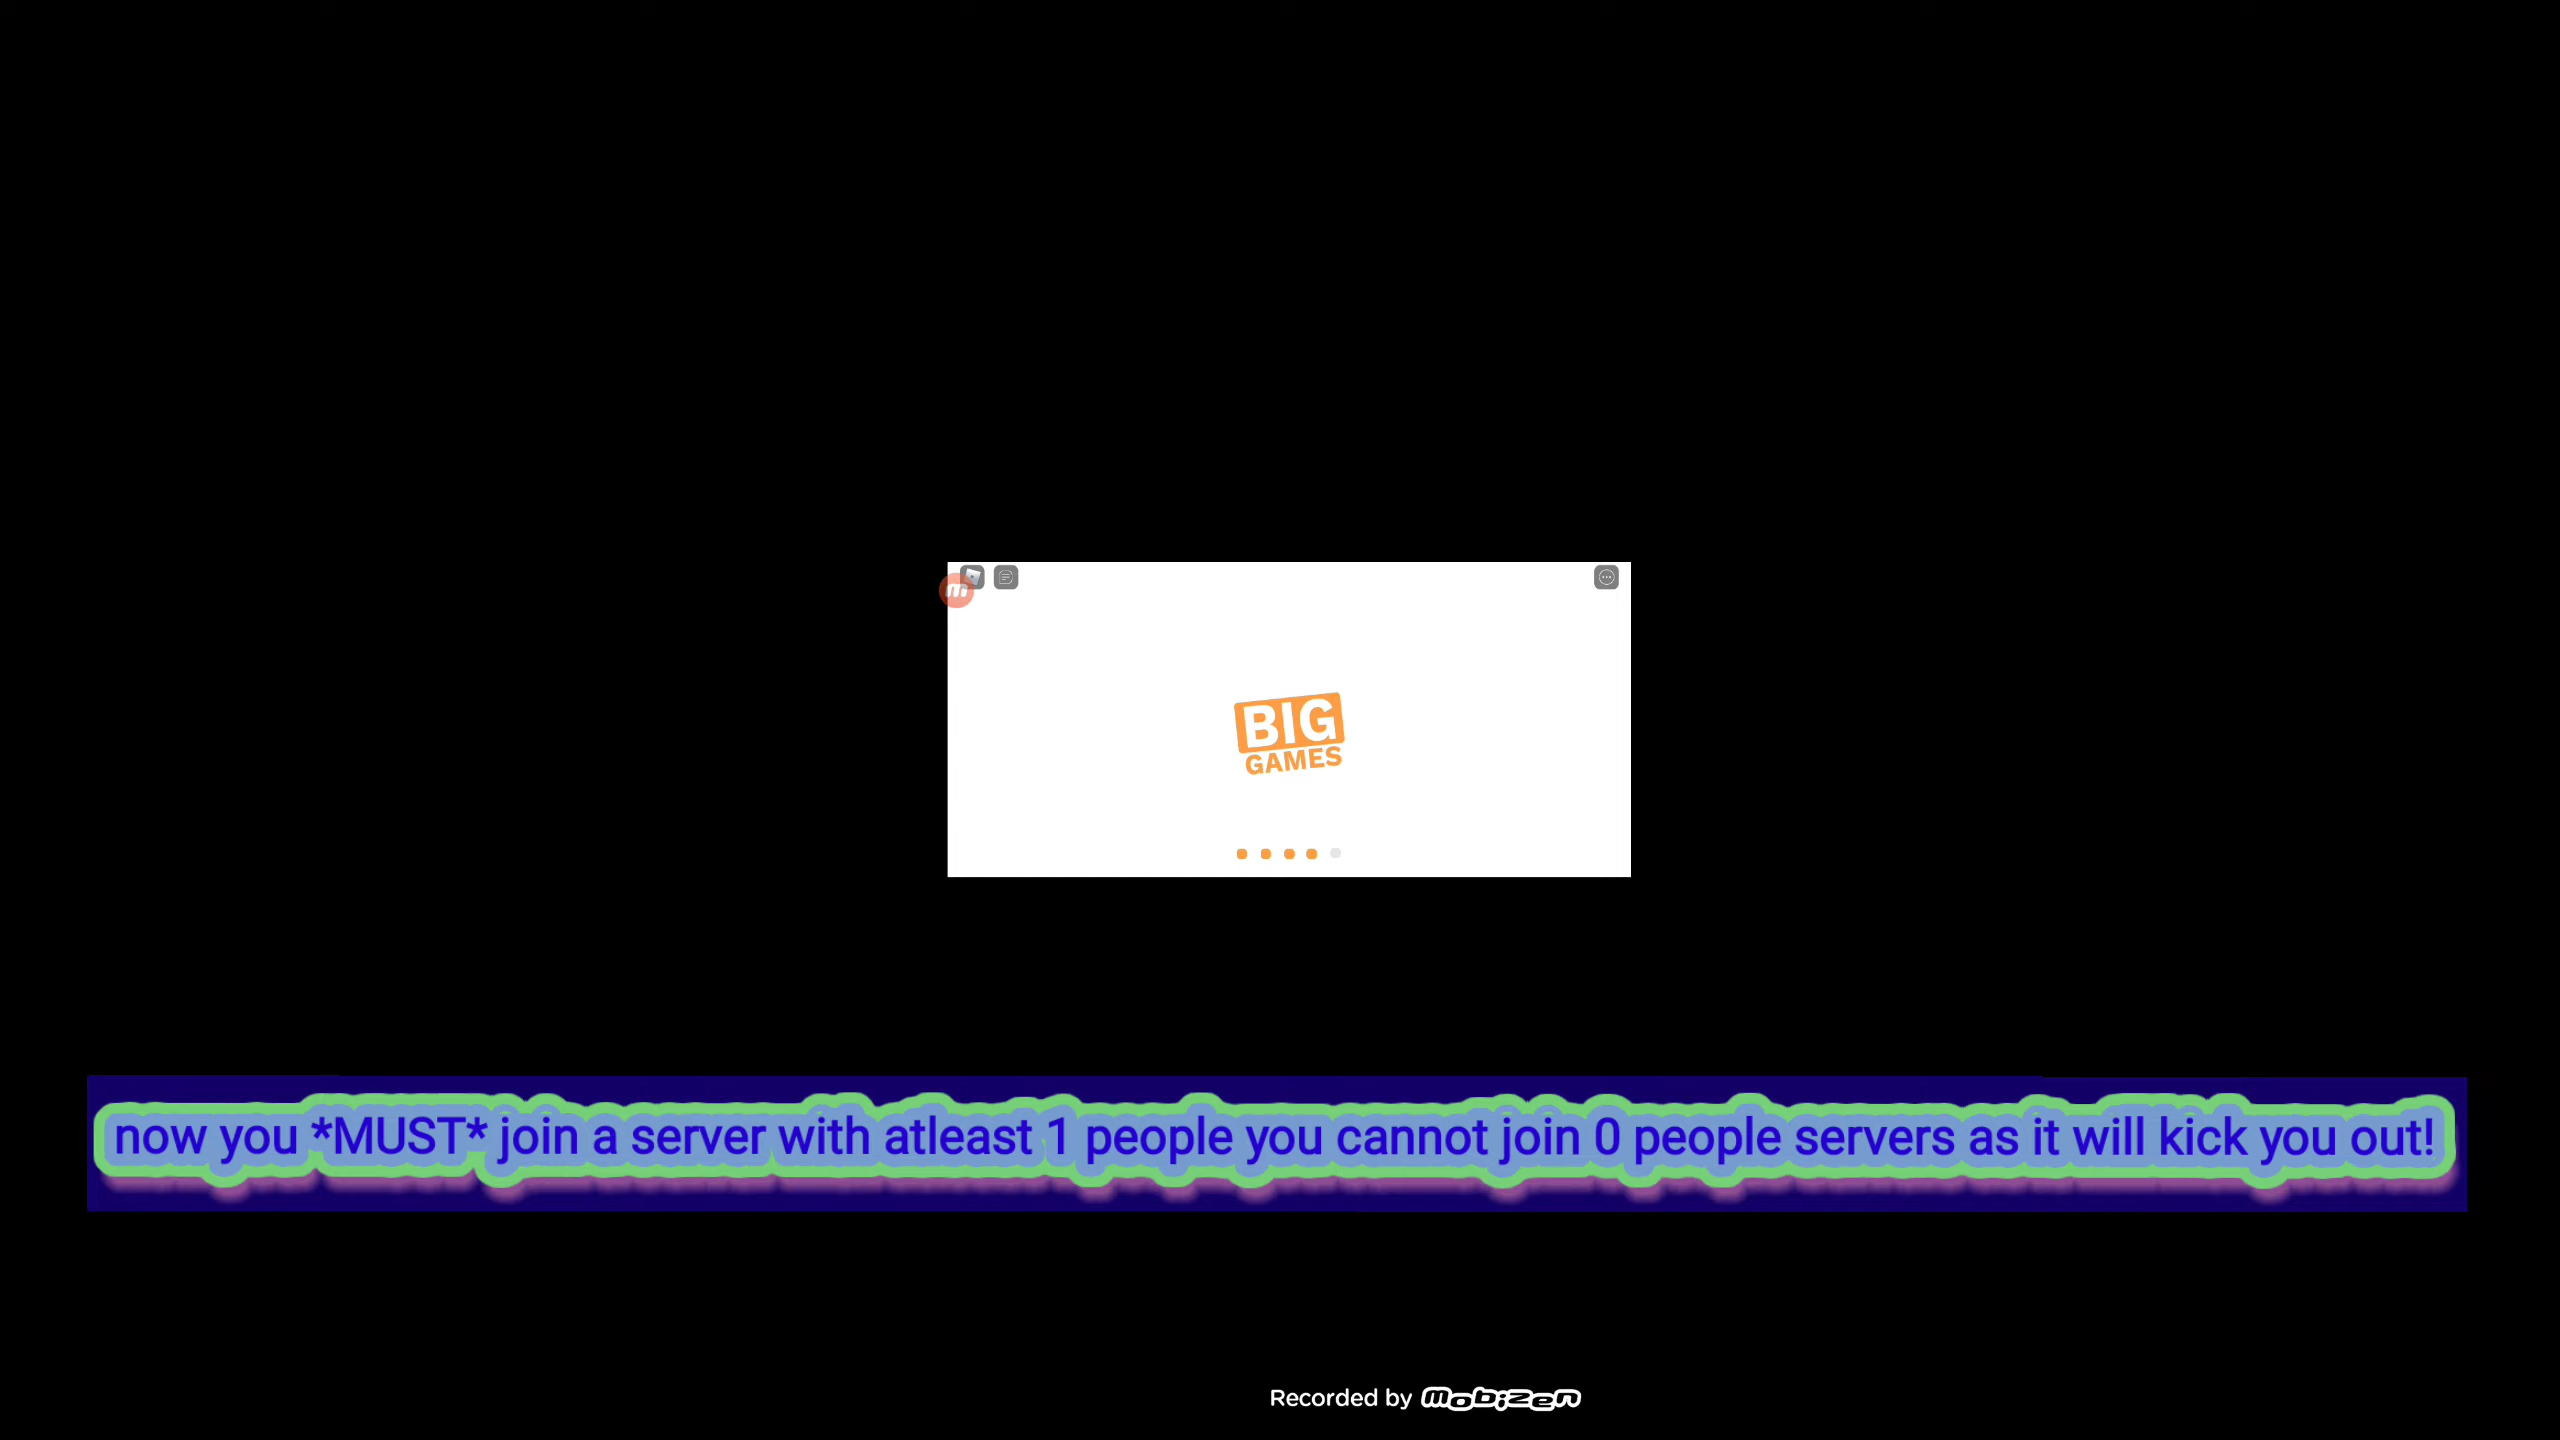 BIG
GAMES
now you *MUST* join a server with atleast 1 people you cannot join 0 people servers as it will kick you out!
Recorded by mobizen